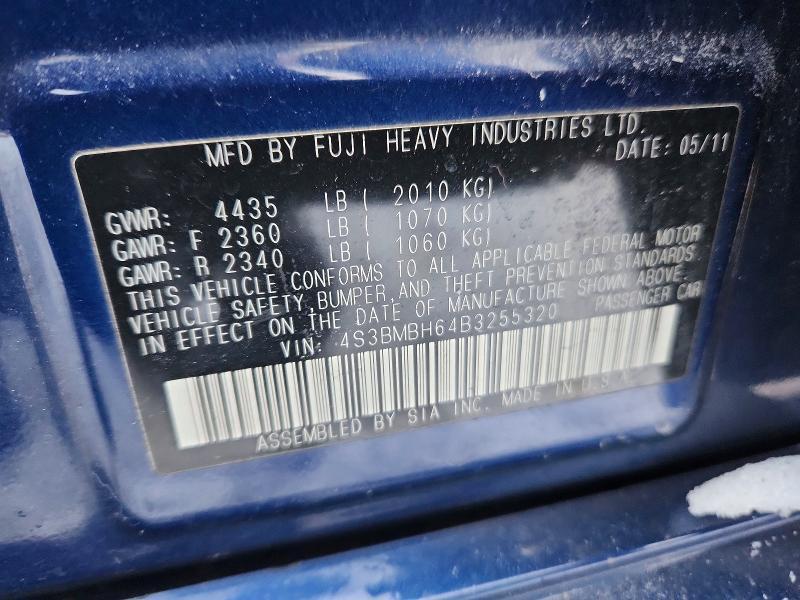 MFD BY FUJI HEAVY INDUSTRIES LTD.
DATE: 05/11
GVWR: 4435 LB ( 2010 KG)
GAWR: F 2360 LB ( 1070 KG)
GAWR: R 2340 LB ( 1060 KG)
THIS VEHICLE CONFORMS TO ALL APPLICABLE FEDERAL MOTOR
VEHICLE SAFETY, BUMPER, AND THEFT PREVENTION STANDARDS
IN EFFECT ON THE DATE OF MANUFACTURE SHOWN ABOVE.
VIN: 4S3BMBH64B3255320 PASSENGER CAR
ASSEMBLED BY SIA INC. MADE IN U.S.A.